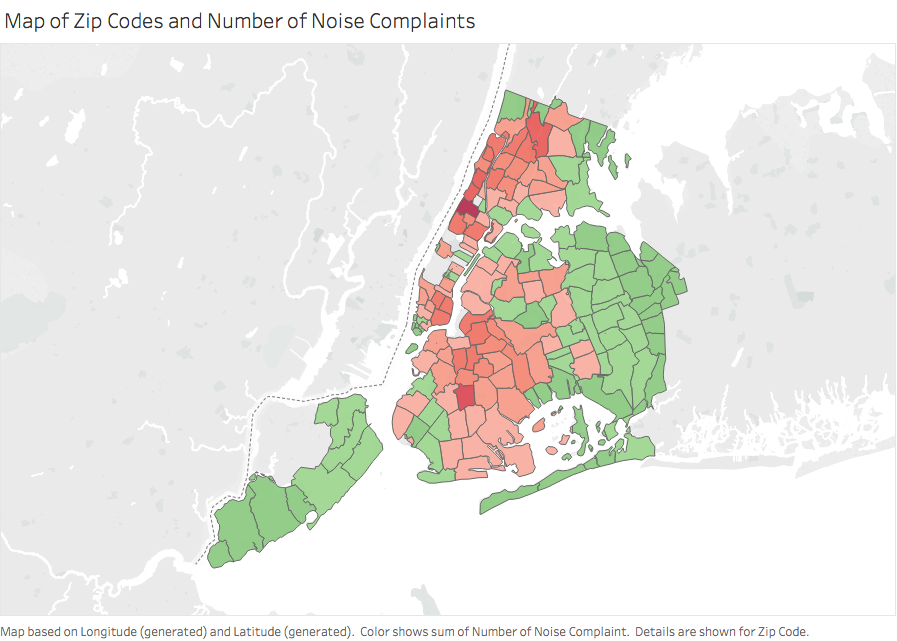 Map of Zip Codes and Number of Noise Complaints
Map based on Longitude (generated) and Latitude (generated).  Color shows sum of Number of Noise Complaint.  Details are shown for Zip Code.